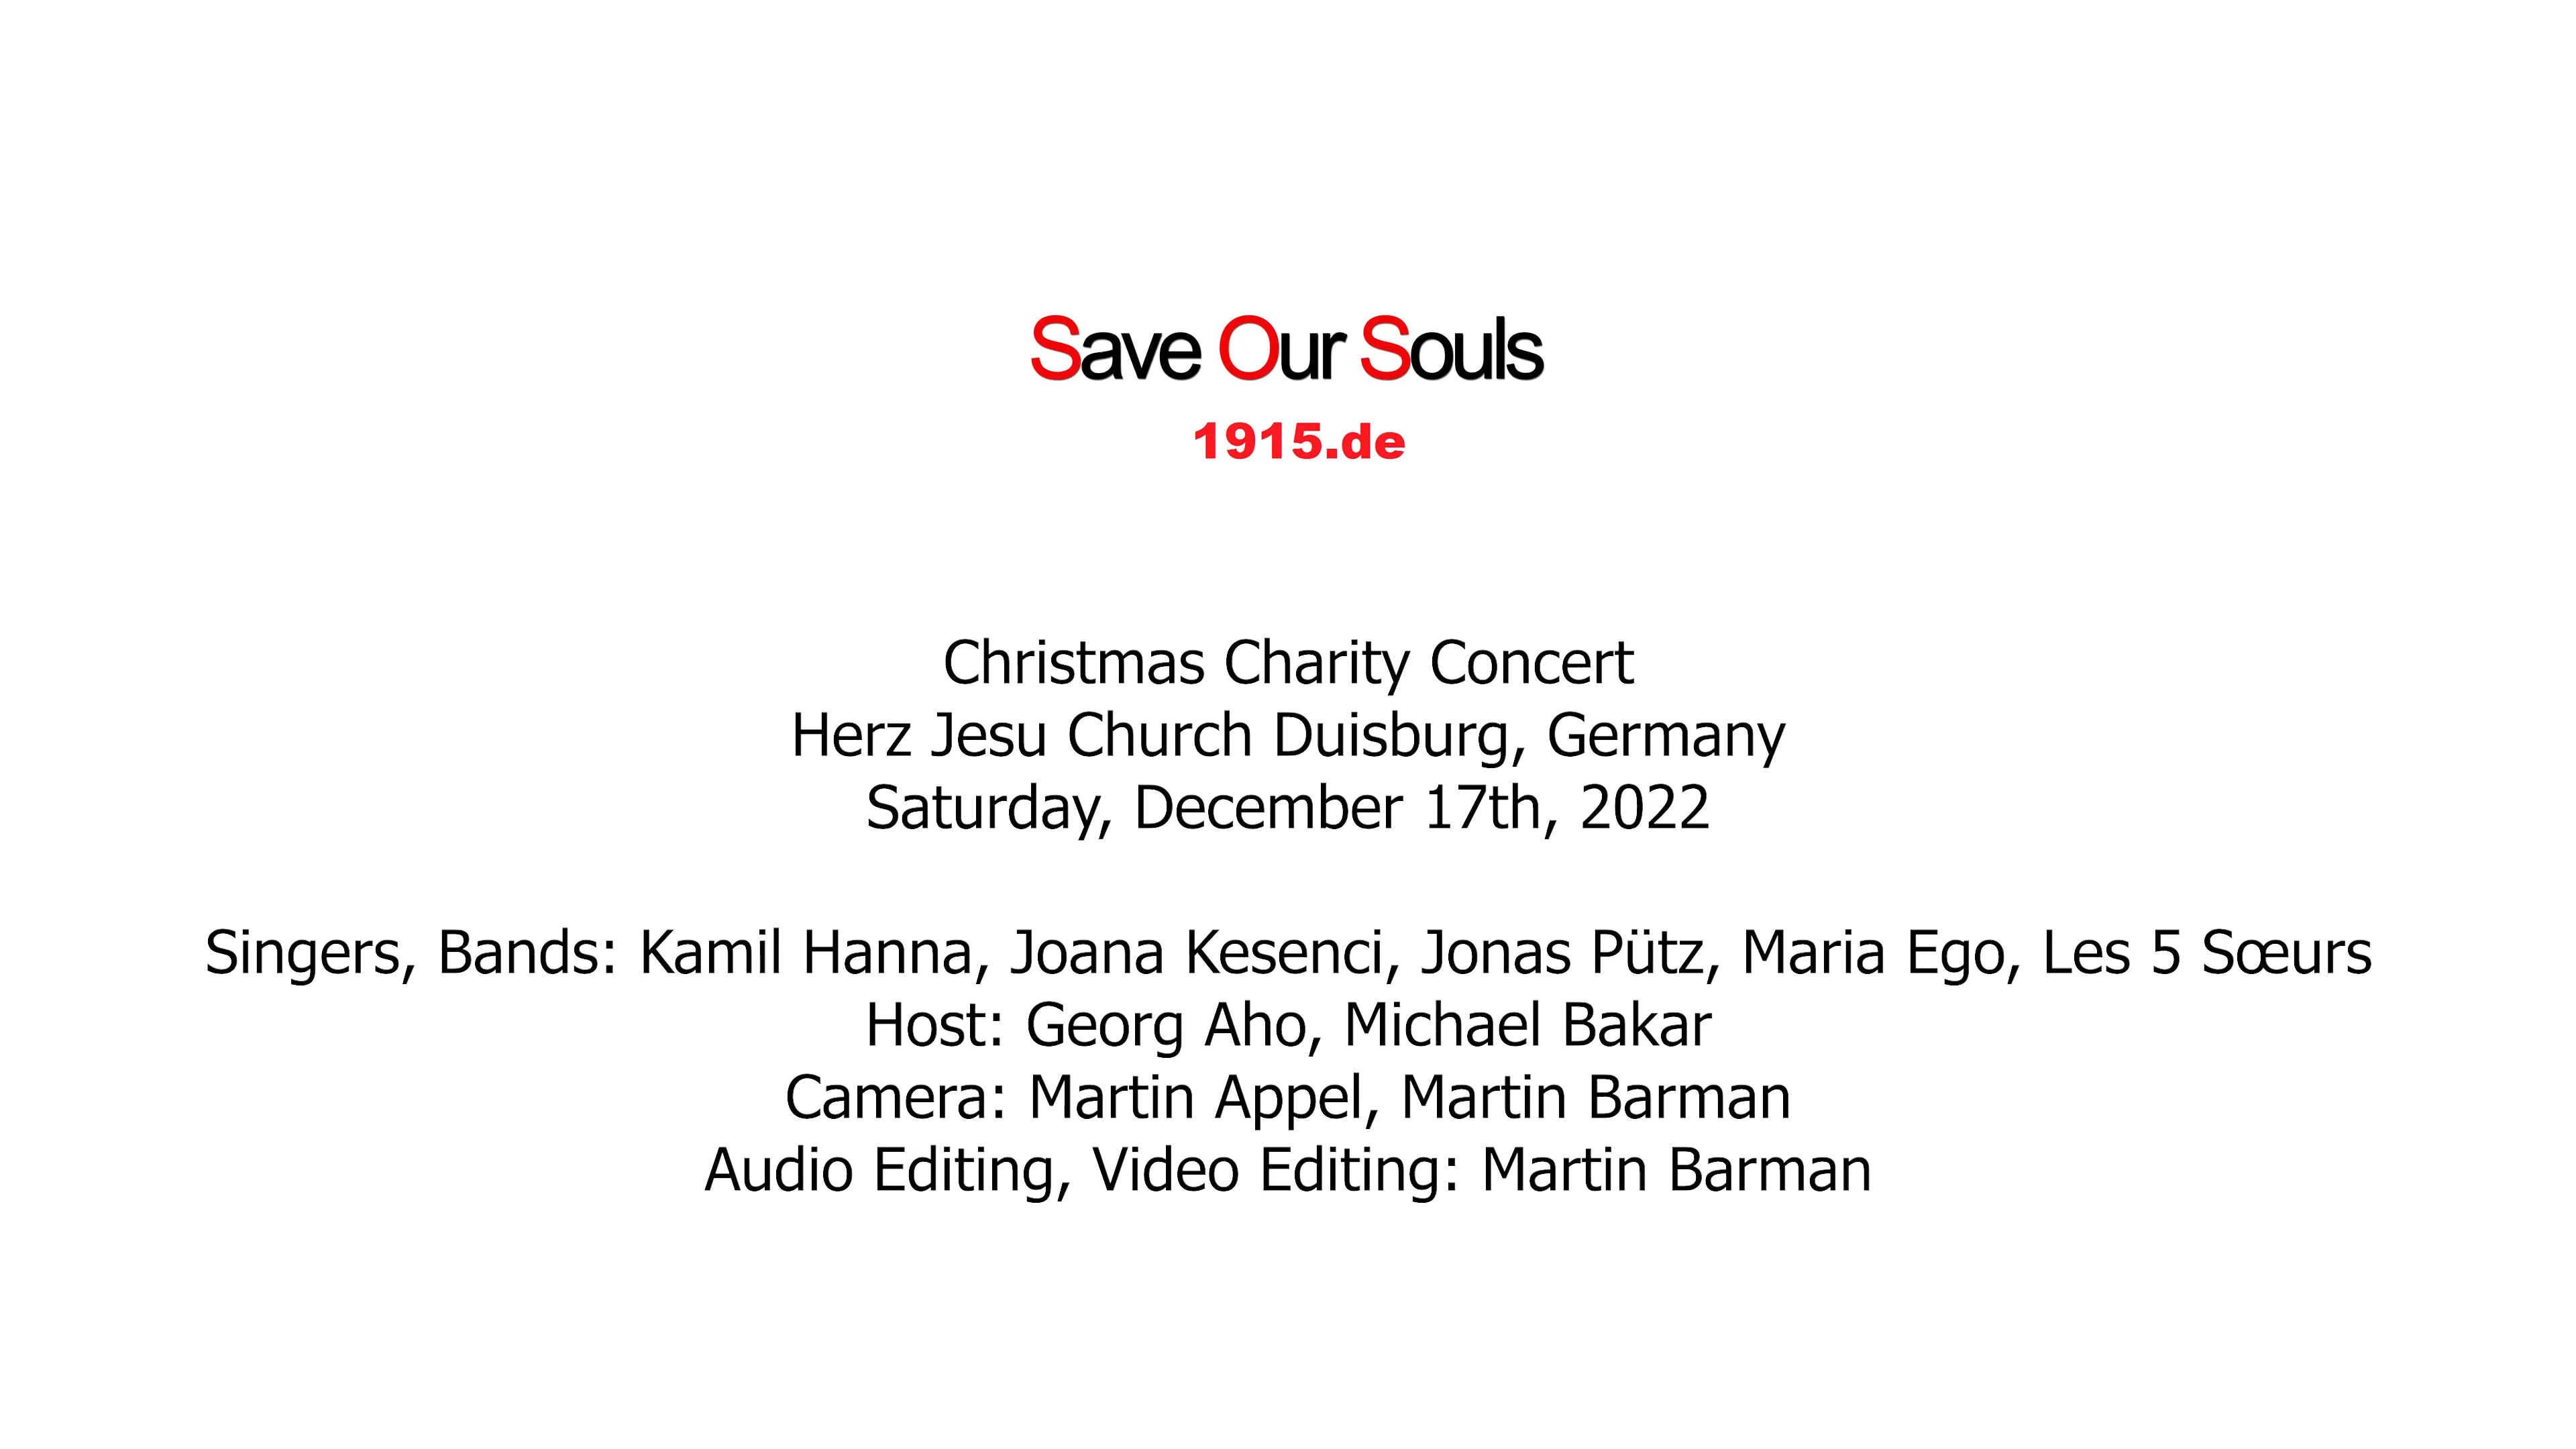 Save Our Souls
1915.de
Christmas Charity Concert
Herz Jesu Church Duisburg, Germany
Saturday, December 17th, 2022
Singers, Bands: Kamil Hanna, Joana Kesenci, Jonas Pütz, Maria Ego, Les 5 Sœurs
Host: Georg Aho, Michael Bakar
Camera: Martin Appel, Martin Barman
Audio Editing, Video Editing: Martin Barman